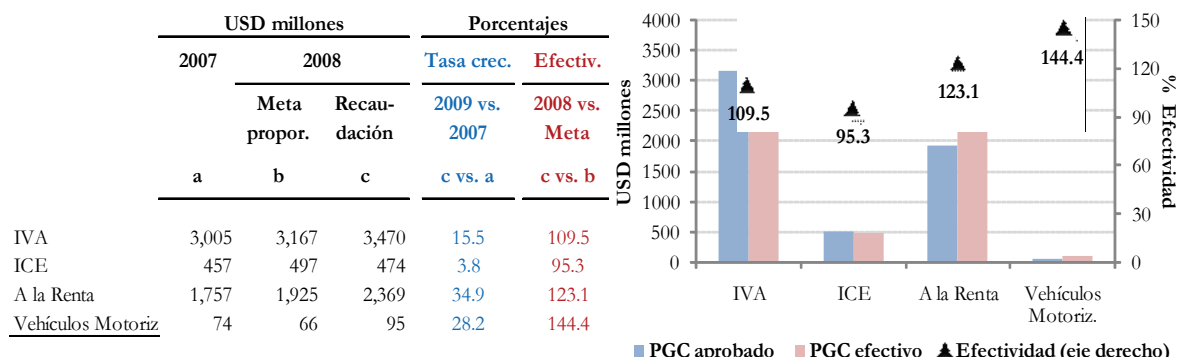 USD millones Porcentajes
2007 2008 Tasa crec. Efectiv.
Meta Recau- 2009 vs. 2008 vs.
propor. dación 2007 Meta
a b c c vs. a c vs. b
IVA 3,005 3,167 3,470 15.5 109.5
ICE 457 497 474 3.8 95.3
A la Renta 1,757 1,925 2,369 34.9 123.1
Vehículos Motoriz 74 66 95 28.2 144.4
USD millones
4000
3500
3000
2500
2000
1500
1000
500
0
109.5
95.3
123.1
144.4
150
120
90
60
30
0
% Efectividad
IVA ICE A la Renta Vehículos
Motoriz.
PGC aprobado PGC efectivo Efectividad (eje derecho)